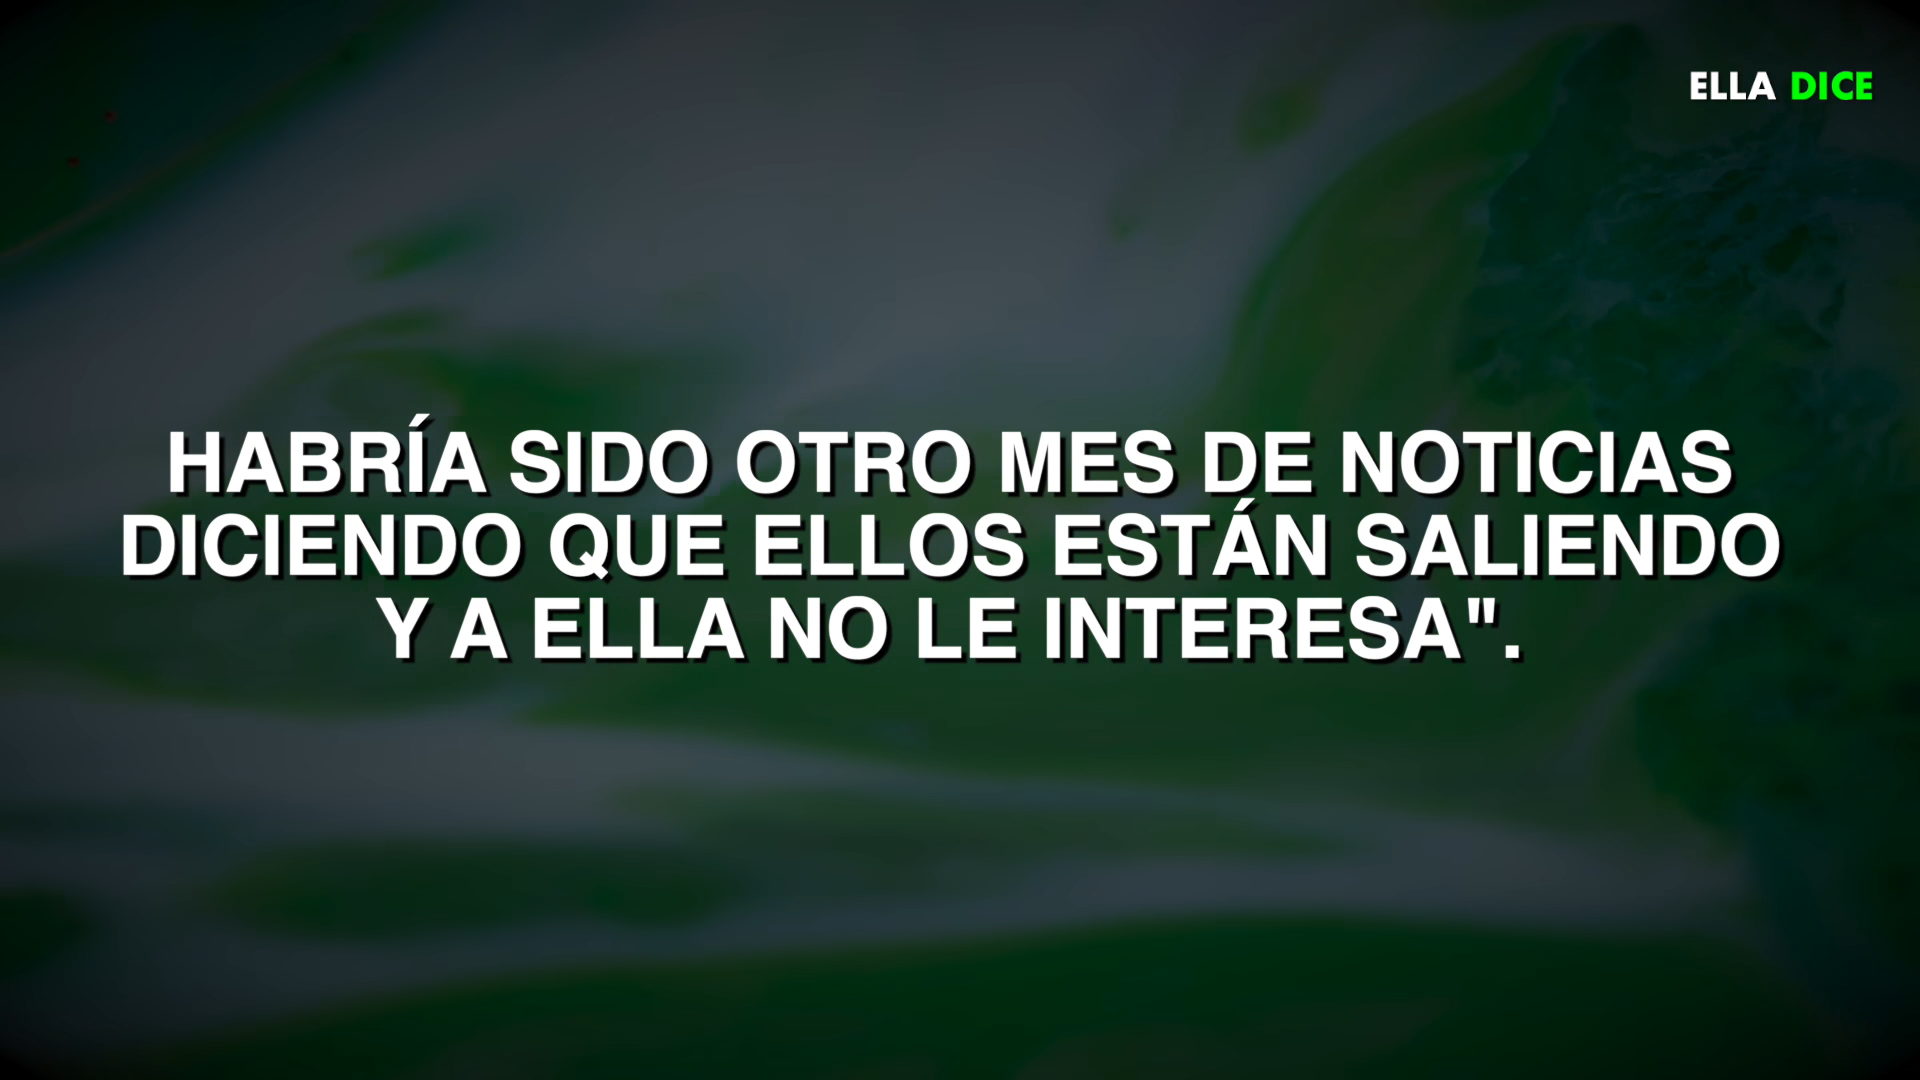 ELLA DICE
HABRÍA SIDO OTRO MES DE NOTICIAS
DICIENDO QUE ELLOS ESTÁN SALIENDO
Y A ELLA NO LE INTERESA".